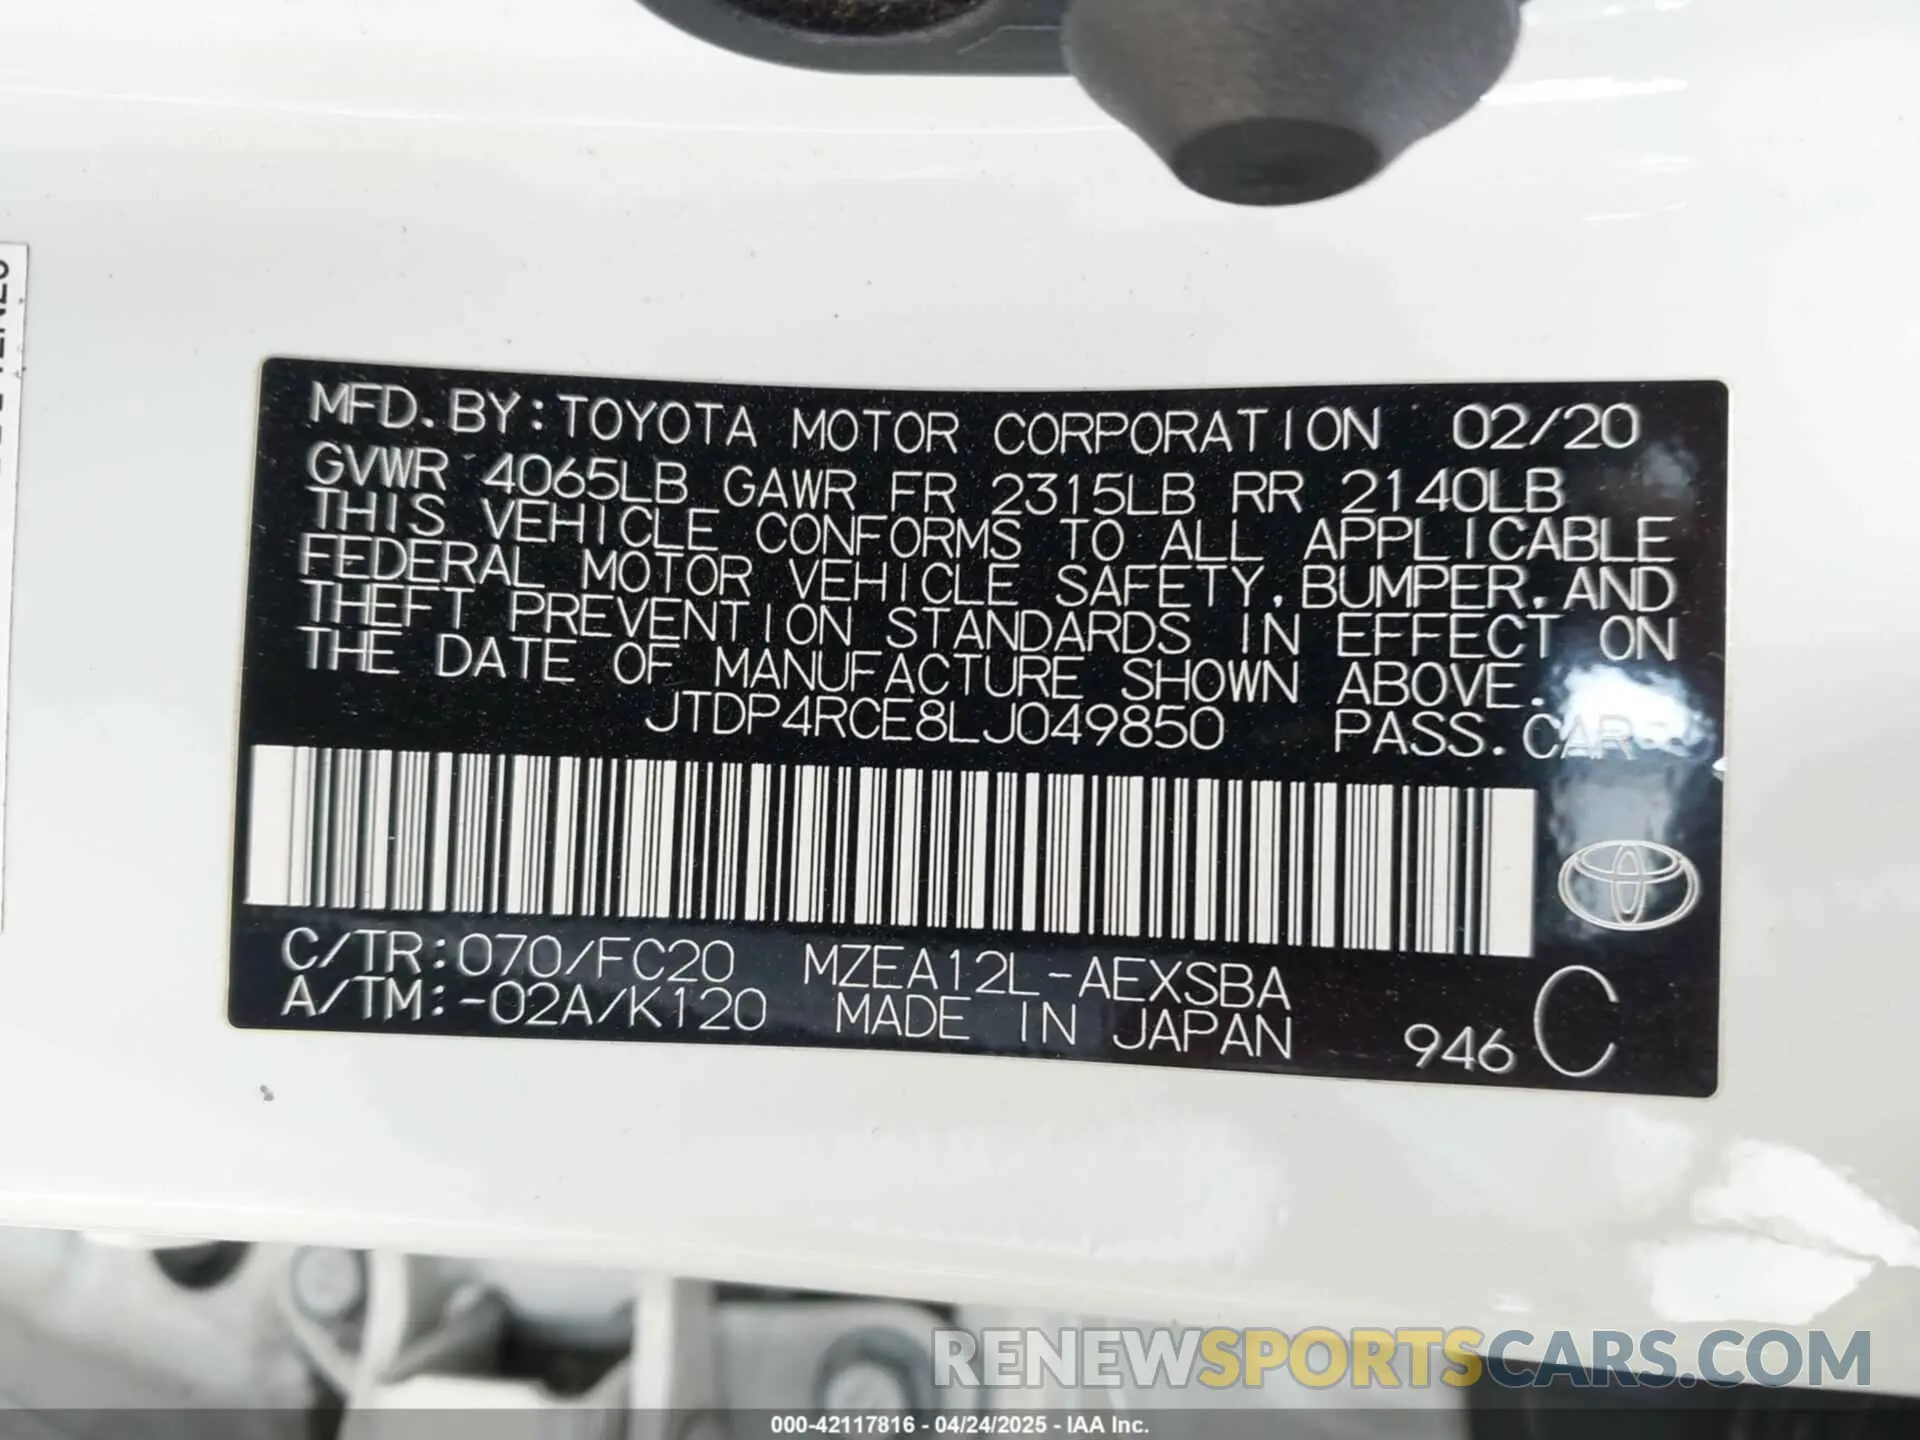 MFD. BY: TOYOTA MOTOR CORPORATION 02/20
GVWR 4065LB GAWR FR 2315LB RR 2140LB
THIS VEHICLE CONFORMS TO ALL APPLICABLE
FEDERAL MOTOR VEHICLE SAFETY, BUMPER, AND
THEFT PREVENTION STANDARDS IN EFFECT ON
THE DATE OF MANUFACTURE SHOWN ABOVE.
JTDP4RCE8LJ049850 PASS. CAR
C/TR: 070/FC20 MZEA12L-AEXSBA
A/TM: -02A/K120 MADE IN JAPAN 946 C
RENEWSPORTSCARS.COM
000-42117816 - 04/24/2025 - IAA Inc.